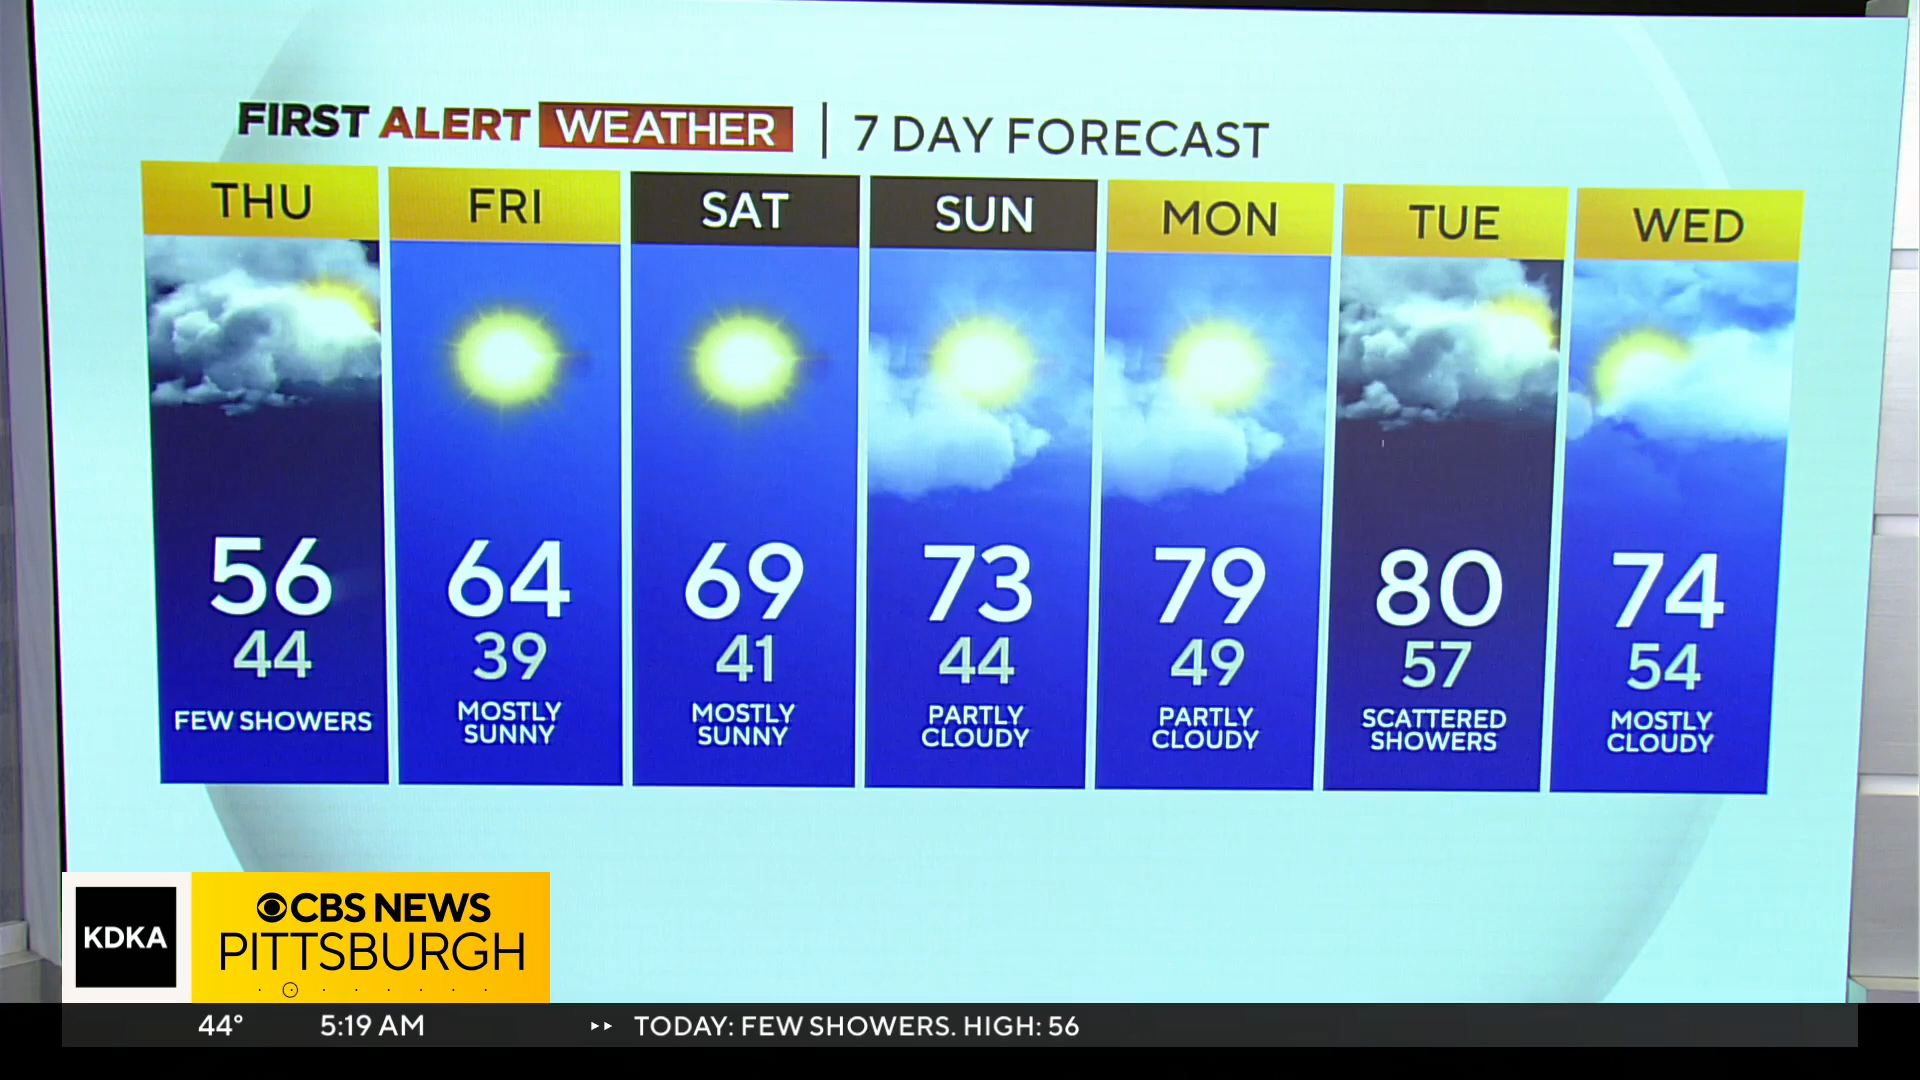 FIRST ALERT WEATHER | 7 DAY FORECAST
THU FRI SAT SUN MON TUE WED
56 64 69 73 79 80 74
44 39 41 44 49 57 54
FEW SHOWERS
MOSTLY
SUNNY
MOSTLY
SUNNY
PARTLY
CLOUDY
PARTLY
CLOUDY
SCATTERED
SHOWERS
MOSTLY
CLOUDY
KDKA
CBS NEWS
PITTSBURGH
44° 5:19 AM TODAY: FEW SHOWERS. HIGH: 56